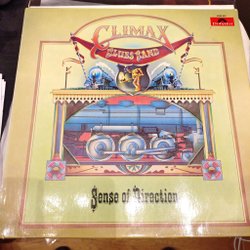 CLIMAX
BLUES BAND
Sense of Direction